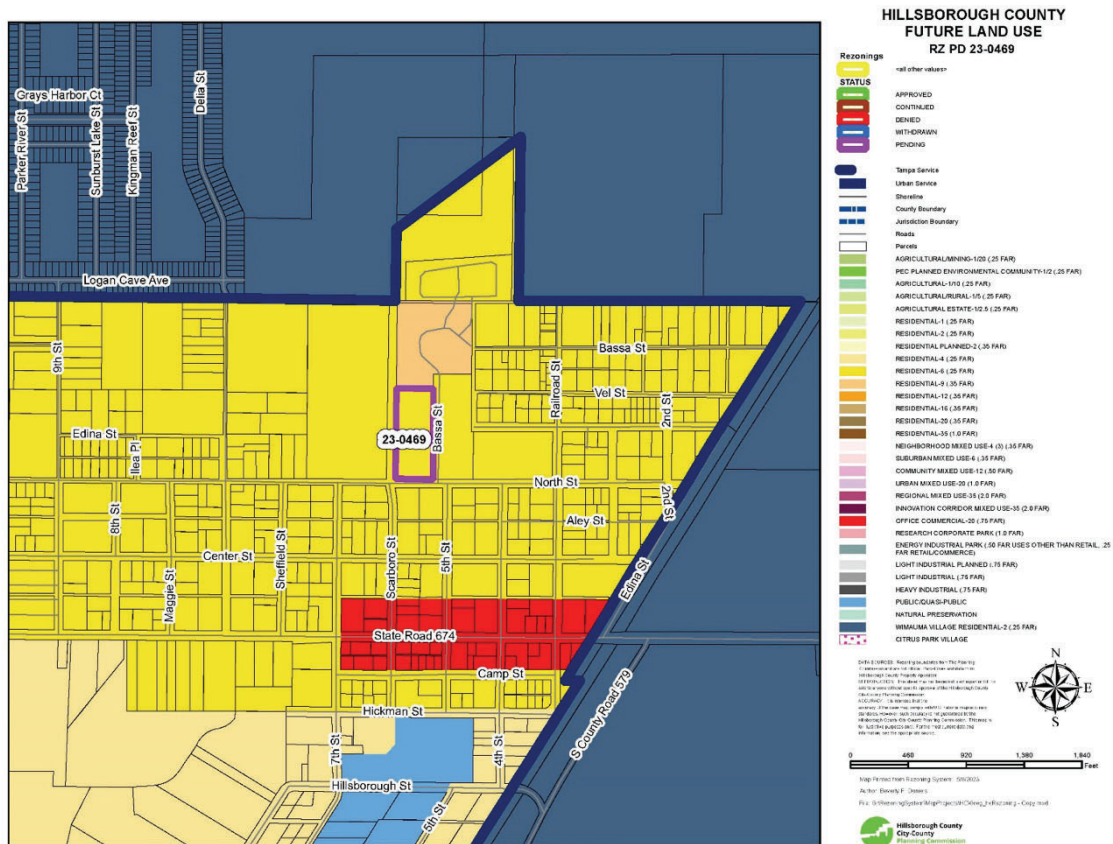 HILLSBOROUGH COUNTY
FUTURE LAND USE
RZ PD 23-0469
Rezonings
<all other values>
STATUS
APPROVED
CONTINUED
DENIED
WITHDRAWN
PENDING
Tampa Service
Urban Service
Shoreline
County Boundary
Jurisdiction Boundary
Roads
Parcels
AGRICULTURAL/MINING-1/20 (.25 FAR)
PEC PLANNED ENVIRONMENTAL COMMUNITY-1/2 (.25 FAR)
AGRICULTURAL-1/10 (.25 FAR)
AGRICULTURAL/RURAL-1/5 (.25 FAR)
AGRICULTURAL ESTATE-1/2.5 (.25 FAR)
RESIDENTIAL-1 (.25 FAR)
RESIDENTIAL-2 (.25 FAR)
RESIDENTIAL PLANNED-2 (.35 FAR)
RESIDENTIAL-4 (.25 FAR)
RESIDENTIAL-6 (.25 FAR)
RESIDENTIAL-9 (.35 FAR)
RESIDENTIAL-12 (.35 FAR)
RESIDENTIAL-16 (.35 FAR)
RESIDENTIAL-20 (.35 FAR)
RESIDENTIAL-35 (1.0 FAR)
NEIGHBORHOOD MIXED USE-4 (3) (.35 FAR)
SUBURBAN MIXED USE-6 (.35 FAR)
COMMUNITY MIXED USE-12 (.50 FAR)
URBAN MIXED USE-20 (1.0 FAR)
REGIONAL MIXED USE-35 (2.0 FAR)
INNOVATION CORRIDOR MIXED USE-35 (2.0 FAR)
OFFICE COMMERCIAL-20 (.75 FAR)
RESEARCH CORPORATE PARK (1.0 FAR)
ENERGY INDUSTRIAL PARK (.50 FAR USES OTHER THAN RETAIL, .25
FAR RETAIL/COMMERCE)
LIGHT INDUSTRIAL PLANNED (.75 FAR)
LIGHT INDUSTRIAL (.75 FAR)
HEAVY INDUSTRIAL (.75 FAR)
PUBLIC/QUASI-PUBLIC
NATURAL PRESERVATION
WIMAUMA VILLAGE RESIDENTIAL-2 (.25 FAR)
CITRUS PARK VILLAGE
N
W E
S
0 460 920 1,380 1,840
Feet
Map Printed from Rezoning System:
Author: Beverly F. Daniels
Hillsborough County
City-County
Planning Commission
Grays Harbor Ct
Parker River St
Sunburst Lake St
Kingman Reef St
Delia St
Logan Cave Ave
9th St
Bassa St
Vel St
Railroad St
2nd St
23-0469
Bassa St
Edina St
Ilea Pl
North St
8th St
Aley St
2nd St
Center St
Sheffield St
Scarboro St
5th St
Maggie St
Edina St
State Road 674
Camp St
Hickman St
S County Road 579
7th St
4th St
Hillsborough St
5th St